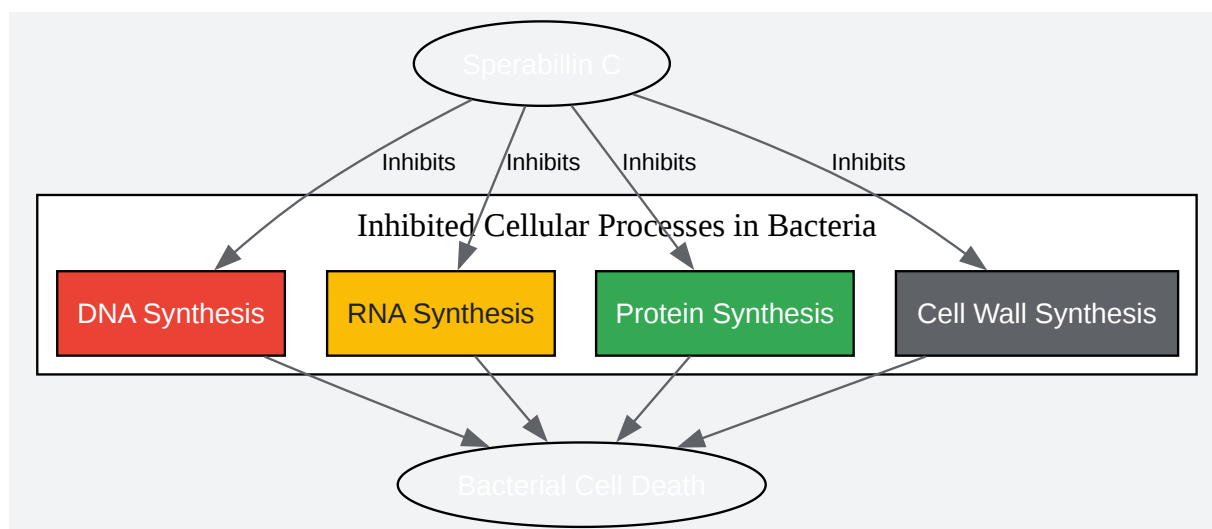 Sperabillin C
Inhibits Inhibits Inhibits Inhibits
Inhibited Cellular Processes in Bacteria
DNA Synthesis RNA Synthesis Protein Synthesis Cell Wall Synthesis
Bacterial Cell Death